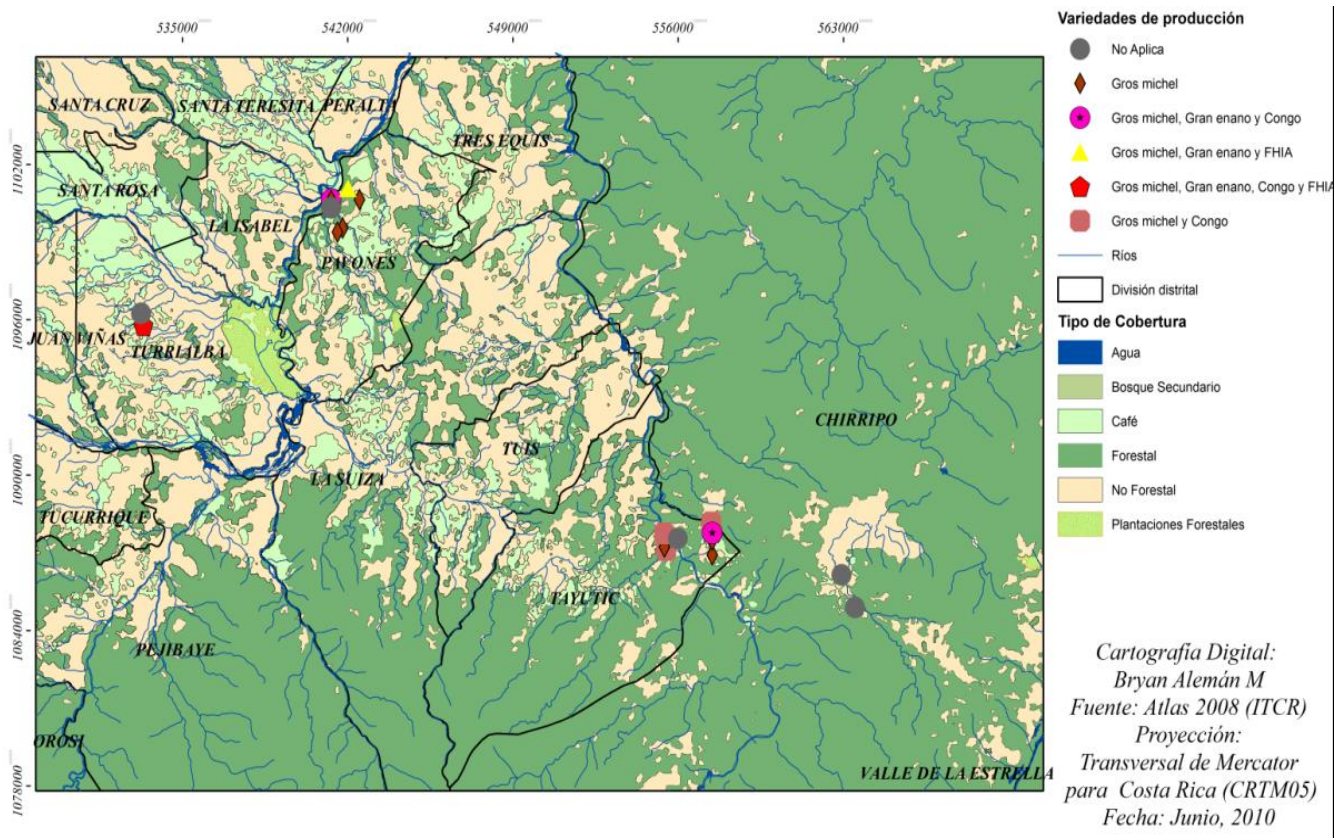 535000 542000 549000 556000 563000
1102000
1096000
1090000
1084000
1078000
SANTA CRUZ
SANTA TERESITA
PERALTA
TRES EQUIS
SANTA ROSA
LA ISABEL
PAVONES
JUAN VIÑAS
TURRIALBA
CHIRRIPO
TUIS
LA SUIZA
TUCURRIQUE
TAYUTIC
PEJIBAYE
OROSI
VALLE DE LA ESTRELLA
Variedades de producción
No Aplica
Gros michel
Gros michel, Gran enano y Congo
Gros michel, Gran enano y FHIA
Gros michel, Gran enano, Congo y FHIA
Gros michel y Congo
Ríos
División distrital
Tipo de Cobertura
Agua
Bosque Secundario
Café
Forestal
No Forestal
Plantaciones Forestales
Cartografía Digital:
Bryan Alemán M
Fuente: Atlas 2008 (ITCR)
Proyección:
Transversal de Mercator
para Costa Rica (CRTM05)
Fecha: Junio, 2010